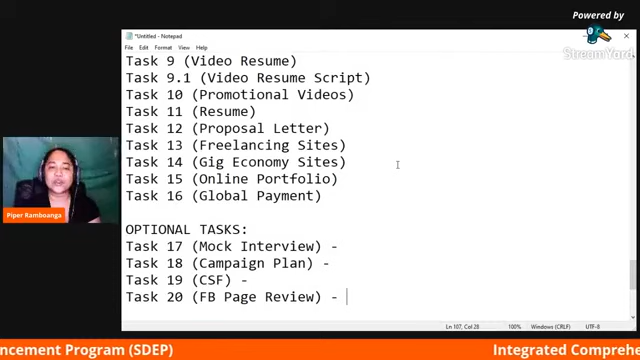 Powered by
StreamYard
*Untitled - Notepad
File Edit Format View Help
Task 9 (Video Resume)
Task 9.1 (Video Resume Script)
Task 10 (Promotional Videos)
Task 11 (Resume)
Task 12 (Proposal Letter)
Task 13 (Freelancing Sites)
Task 14 (Gig Economy Sites)
Task 15 (Online Portfolio)
Task 16 (Global Payment)
OPTIONAL TASKS:
Task 17 (Mock Interview) -
Task 18 (Campaign Plan) -
Task 19 (CSF) -
Task 20 (FB Page Review) -
Piper Ramboanga
Ln 107, Col 28 100% Windows (CRLF) UTF-8
ncement Program (SDEP) Integrated Comprehe